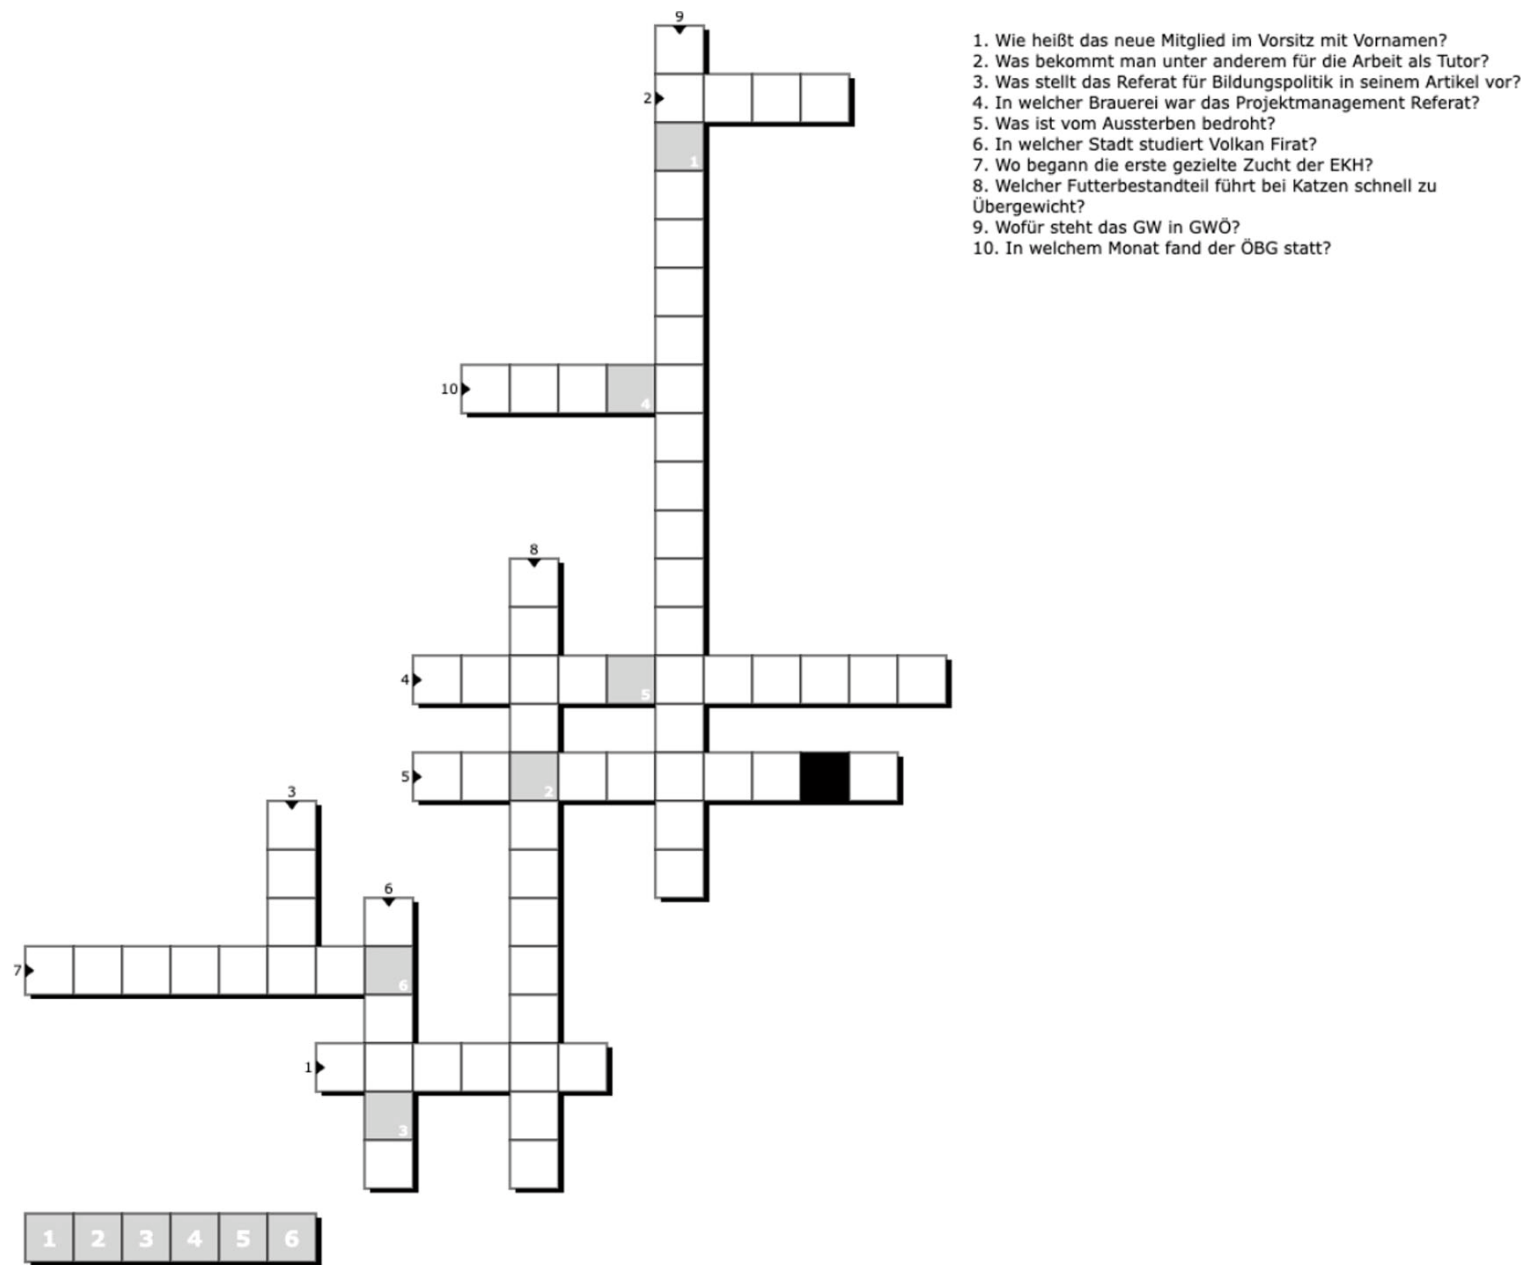 9
1. Wie heißt das neue Mitglied im Vorsitz mit Vornamen?
2. Was bekommt man unter anderem für die Arbeit als Tutor?
3. Was stellt das Referat für Bildungspolitik in seinem Artikel vor?
4. In welcher Brauerei war das Projektmanagement Referat?
5. Was ist vom Aussterben bedroht?
6. In welcher Stadt studiert Volkan Firat?
7. Wo begann die erste gezielte Zucht der EKH?
8. Welcher Futterbestandteil führt bei Katzen schnell zu
Übergewicht?
9. Wofür steht das GW in GWÖ?
10. In welchem Monat fand der ÖBG statt?
2
1
10
4
8
4
5
5
2
3
6
7
6
1
3
1 2 3 4 5 6